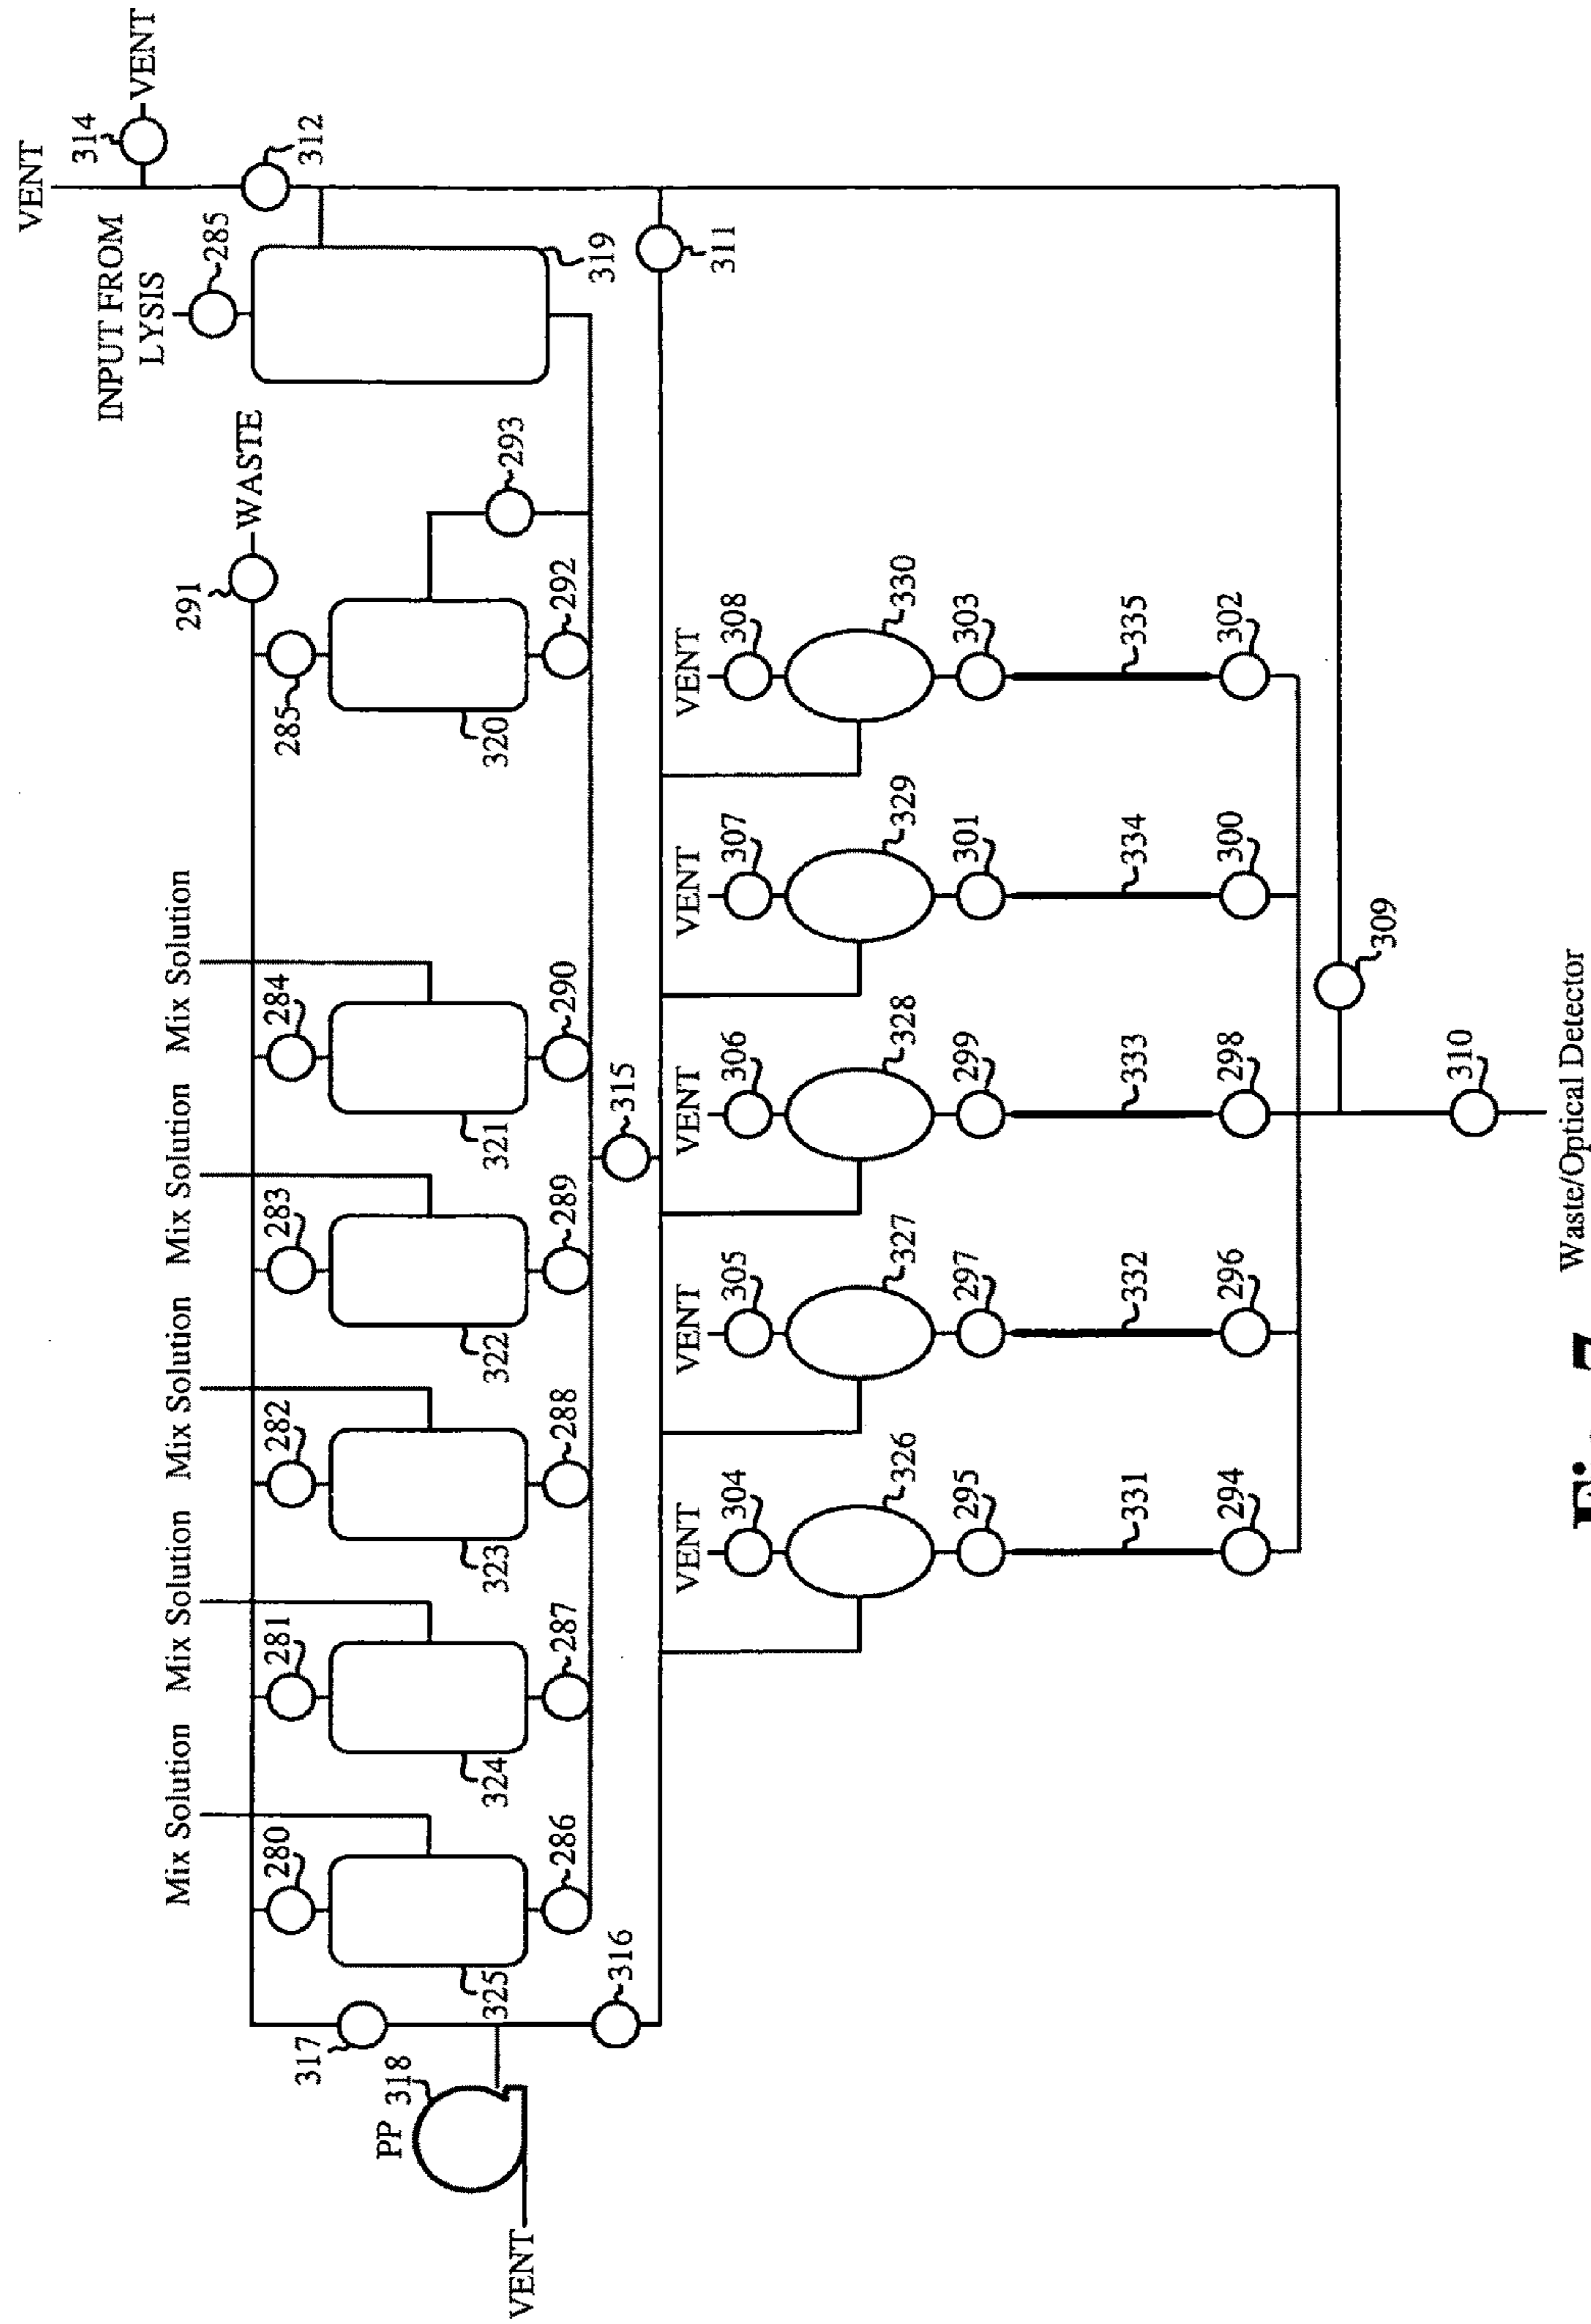 VENT
314
VENT
INPUT FROM
LYSIS
285
Mix Solution Mix Solution Mix Solution Mix Solution Mix Solution
291
WASTE
280 281 282 283 284 285
317
312
PP 318
325 324 323 322 321 320
293
VENT
286 287 288 289 290 292
319
316
315
VENT VENT VENT VENT VENT
311
304 305 306 307 308
326 327 328 329 330
295 297 299 301 303
331 332 333 334 335
294 296 298 300 302
309
310
Waste/Optical Detector